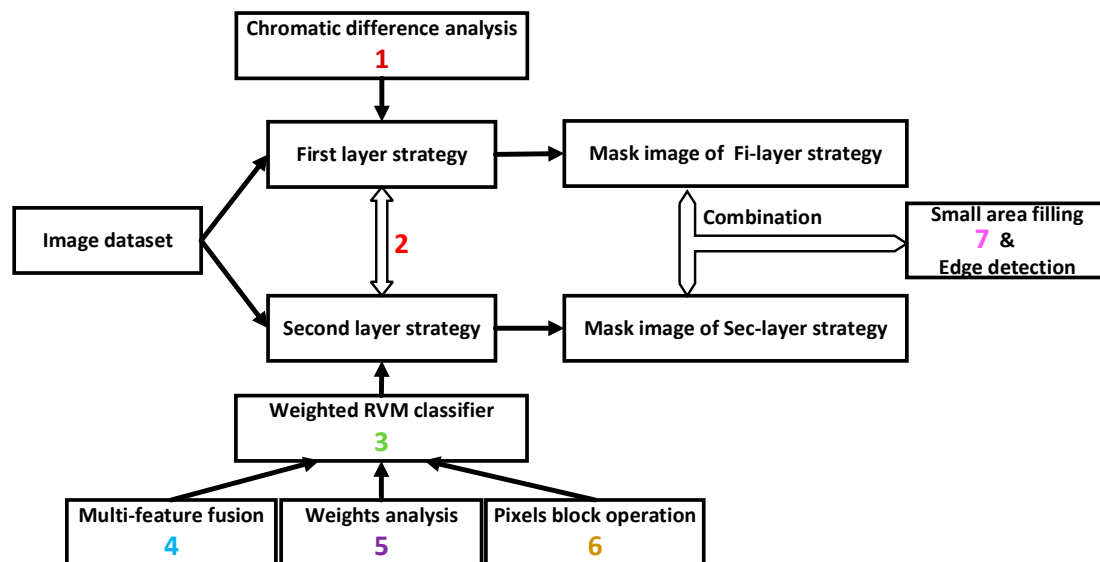 Chromatic difference analysis
1
First layer strategy
Mask image of Fi-layer strategy
Image dataset
2
Combination
Small area filling
7 &
Edge detection
Second layer strategy
Mask image of Sec-layer strategy
Weighted RVM classifier
3
Multi-feature fusion
4
Weights analysis
5
Pixels block operation
6